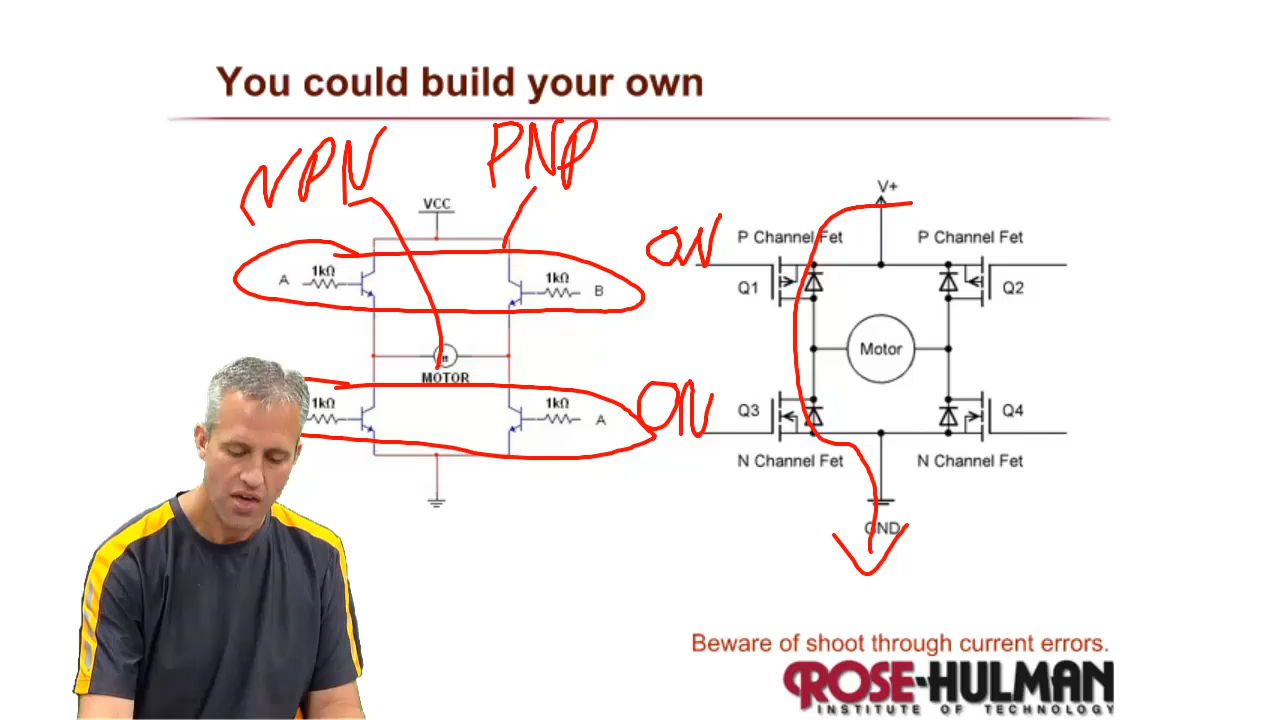 You could build your own
NPN
PNP
VCC
A
1kΩ
1kΩ
B
MOTOR
1kΩ
1kΩ
A
V+
ON
P Channel Fet
P Channel Fet
Q1
Q2
Motor
ON
Q3
Q4
N Channel Fet
N Channel Fet
GND
Beware of shoot through current errors.
ROSE-HULMAN
INSTITUTE OF TECHNOLOGY